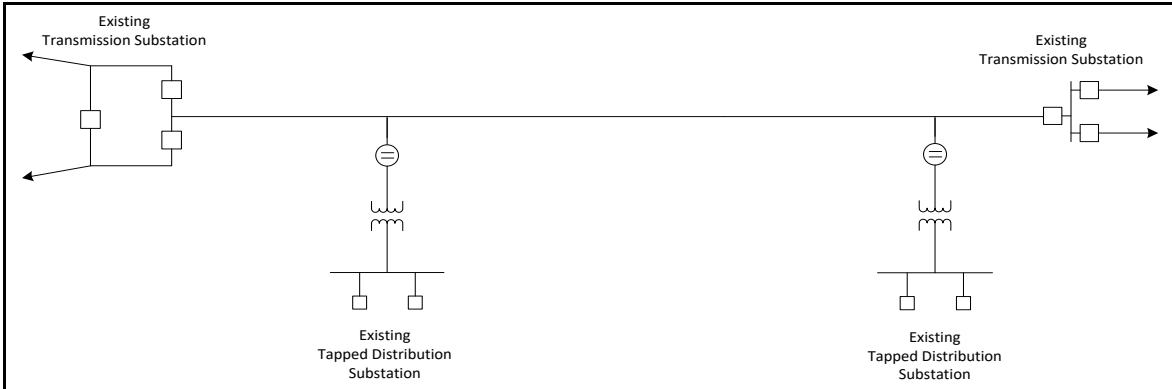 Existing
Transmission Substation
Existing
Transmission Substation
Existing
Tapped Distribution
Substation
Existing
Tapped Distribution
Substation